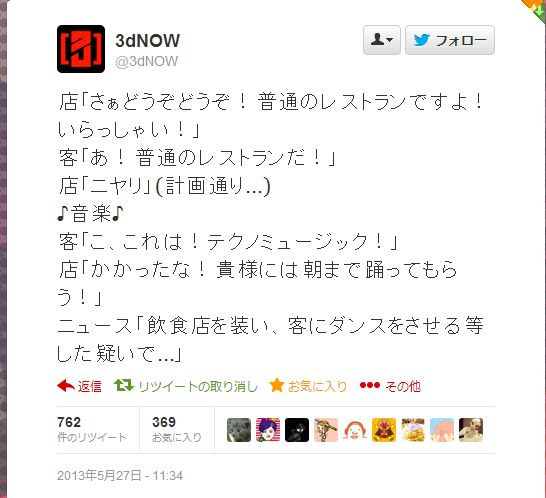 3dNOW
フォロー
@3dNOW
店「さぁどうぞどうぞ！普通のレストランですよ！
いらっしゃい！」
客「あ！普通のレストランだ！」
店「ニヤリ」(計画通り…)
♪音楽♪
客「こ、これは！テクノミュージック！」
店「かかったな！貴様には朝まで踊ってもら
う！」
ニュース「飲食店を装い、客にダンスをさせる等
した疑いで…」
返信 リツイートの取り消し お気に入り その他
762 369
件のリツイート お気に入り
2013年5月27日 - 11:34